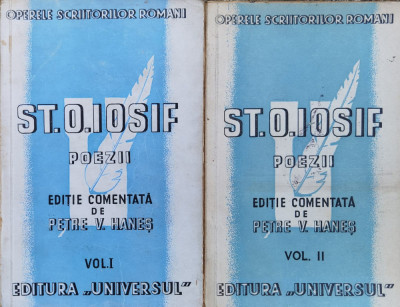 OPERELE SCRIITORILOR ROMANI
ST. O. IOSIF
POEZII
EDIȚIE COMENTATĂ
DE
PETRE V. HANEȘ
VOL. I
EDITURA „UNIVERSUL"
OPERELE SCRIITORILOR ROMANI
ST. O. IOSIF
POEZII
EDIȚIE COMENTATĂ
DE
PETRE V. HANEȘ
VOL. II
EDITURA „UNIVERSUL"